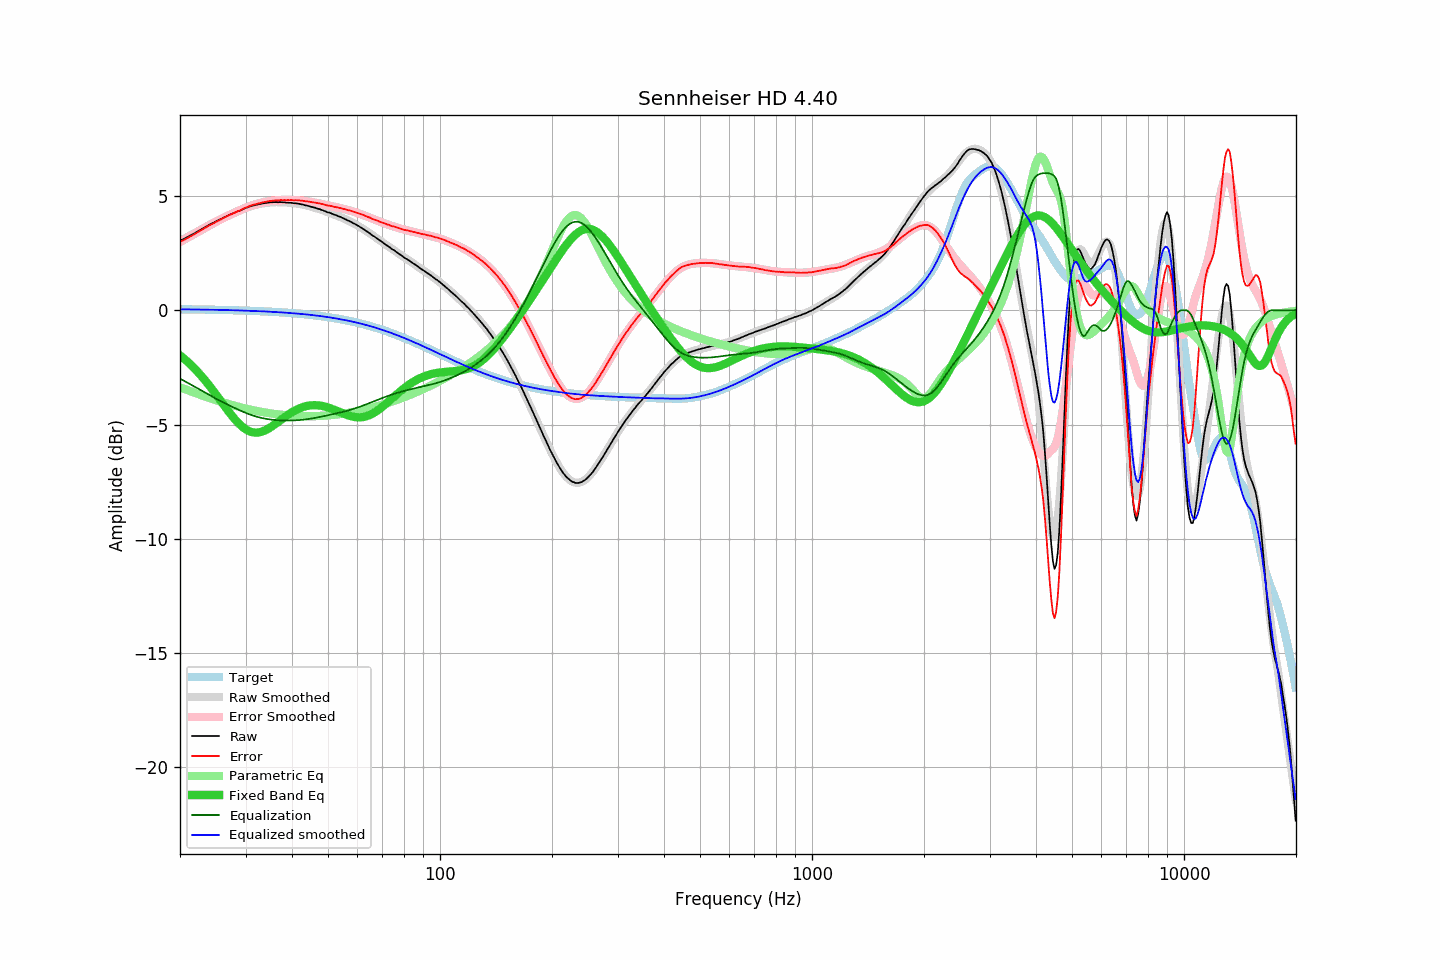 Sennheiser HD 4.40
Amplitude (dBr)
5
0
−5
−10
−15
−20
Target
Raw Smoothed
Error Smoothed
Raw
Error
Parametric Eq
Fixed Band Eq
Equalization
Equalized smoothed
100
1000
10000
Frequency (Hz)